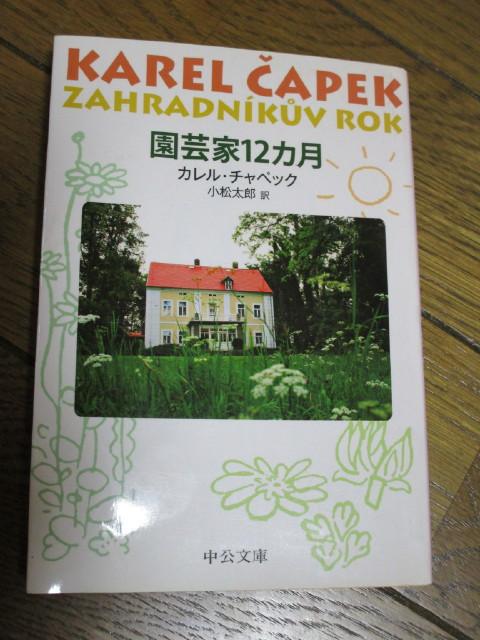 KAREL ČAPEK
ZAHRADNÍKŮV ROK
園芸家12カ月
カレル・チャペック
小松太郎 訳
中公文庫